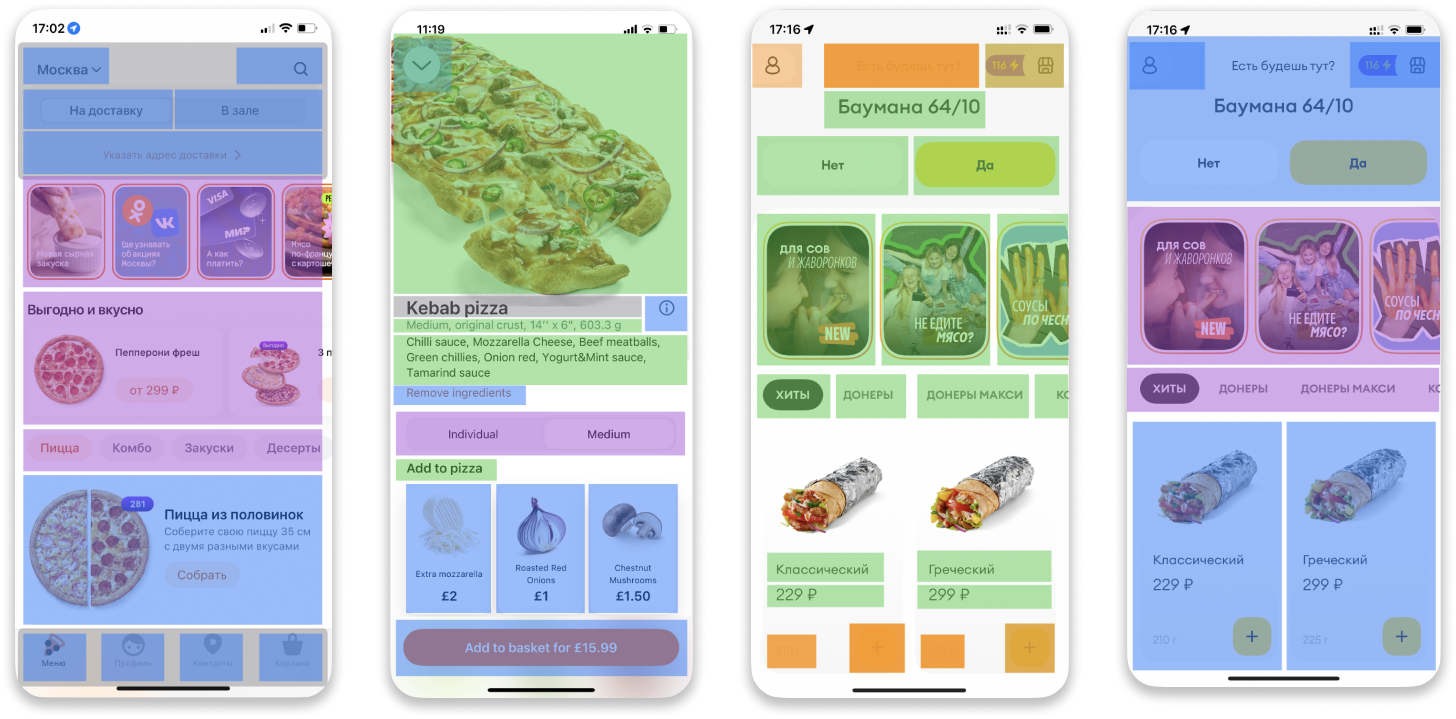 17:02
Москва
На доставку
В зале
Указать адрес доставки
Новая сырная
закуска
Где узнавать
об акциях
Москвы?
VISA
МИР
А как
платить?
Мясо
по-француз
с картошеч
Выгодно и вкусно
Пепперони фреш
от 299 ₽
Выгодно
3 п
Пицца
Комбо
Закуски
Десерты
2В1
Пицца из половинок
Соберите свою пиццу 35 см
с двумя разными вкусами
Собрать
Меню
Профиль
Контакты
Корзина
11:19
Kebab pizza
Medium, original crust, 14'' x 6", 603.3 g
Chilli sauce, Mozzarella Cheese, Beef meatballs,
Green chillies, Onion red, Yogurt&Mint sauce,
Tamarind sauce
Remove ingredients
Individual
Medium
Add to pizza
Extra mozzarella
£2
Roasted Red
Onions
£1
Chestnut
Mushrooms
£1.50
Add to basket for £15.99
17:16
Есть будешь тут?
116
Баумана 64/10
Нет
Да
ДЛЯ СОВ
И ЖАВОРОНКОВ
NEW
НЕ ЕДИТЕ
МЯСО?
СОУСЫ
ПО ЧЕСН
ХИТЫ
ДОНЕРЫ
ДОНЕРЫ МАКСИ
КО
Классический
229 ₽
+
Греческий
299 ₽
+
17:16
Есть будешь тут?
116
Баумана 64/10
Нет
Да
ДЛЯ СОВ
И ЖАВОРОНКОВ
NEW
НЕ ЕДИТЕ
МЯСО?
СОУСЫ
ПО ЧЕСН
ХИТЫ
ДОНЕРЫ
ДОНЕРЫ МАКСИ
КО
Классический
229 ₽
210 г
+
Греческий
299 ₽
225 г
+